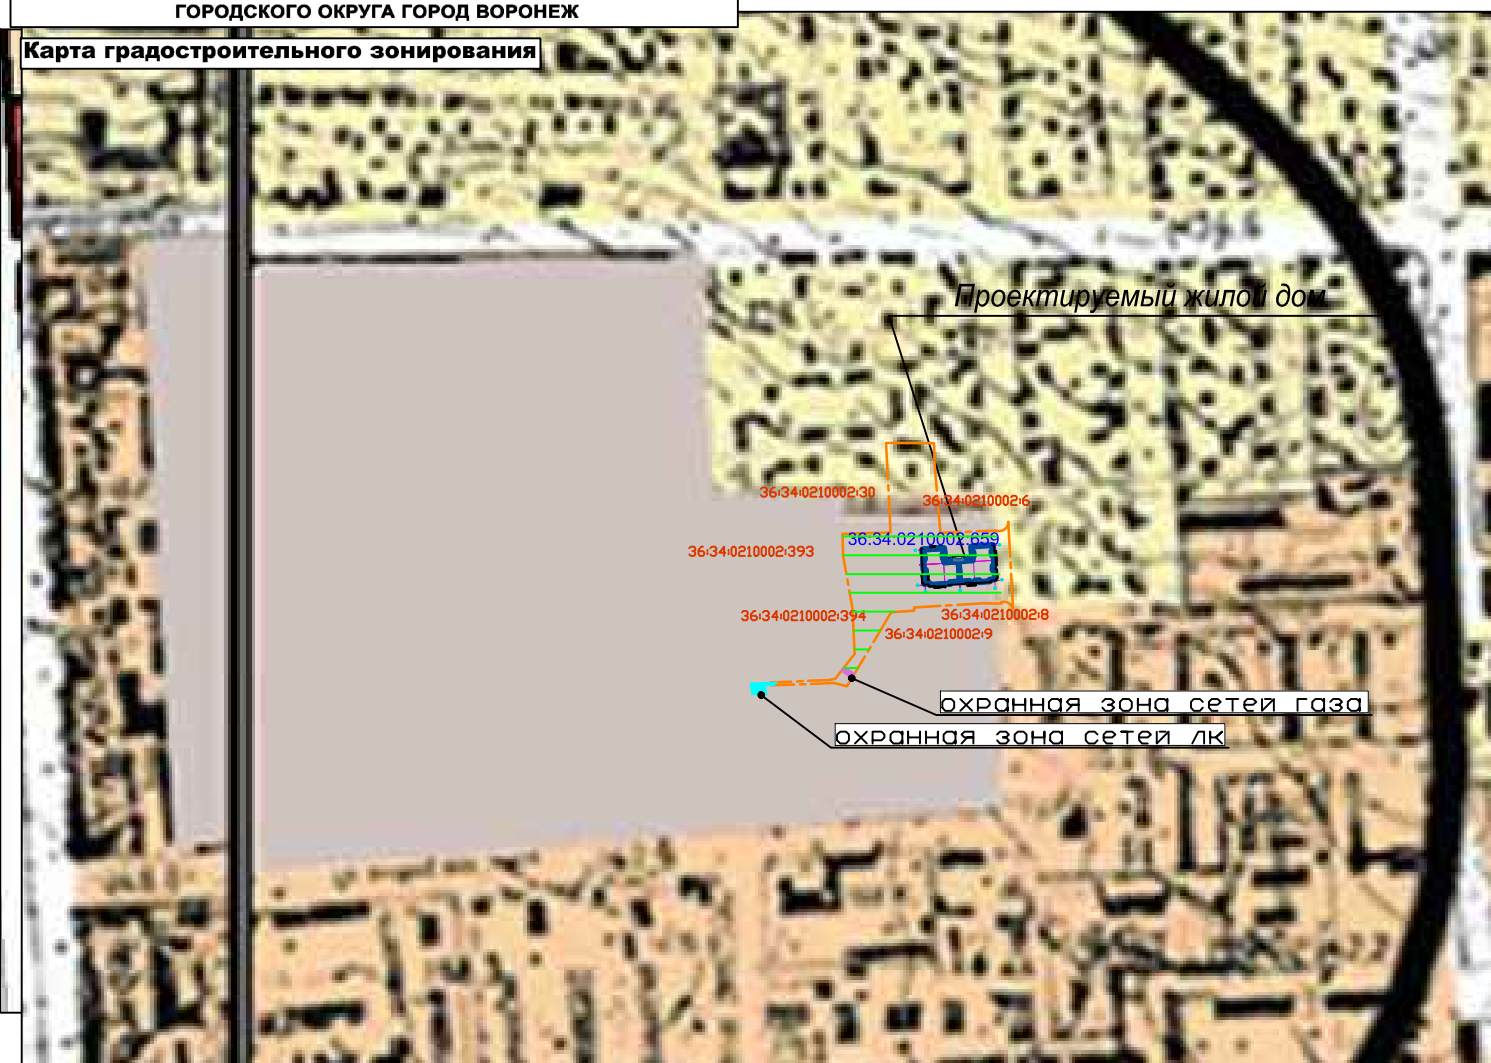 ГОРОДСКОГО ОКРУГА ГОРОД ВОРОНЕЖ
Карта градостроительного зонирования
Проектируемый жилой дом
36:34:0210002:30
36:34:0210002:6
36:34:0210002:659
36:34:0210002:393
36:34:0210002:394
36:34:0210002:8
36:34:0210002:9
охранная зона сетей газа
охранная зона сетей лк